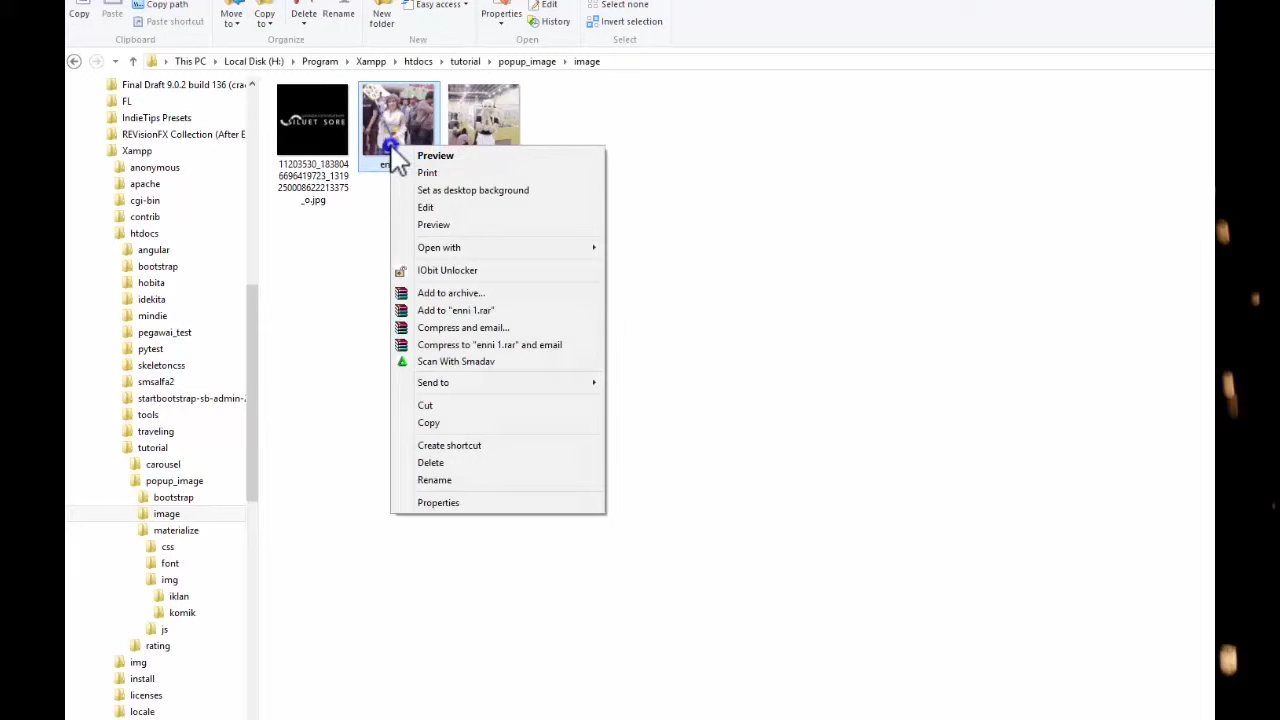 Copy
Paste
Copy path
Paste shortcut
Clipboard
Move to
Copy to
Delete
Rename
Organize
New folder
Easy access
New
Properties
Edit
History
Open
Select none
Invert selection
Select
This PC
Local Disk (H:)
Program
Xampp
htdocs
tutorial
popup_image
image
Final Draft 9.0.2 build 136 (crac
FL
IndieTips Presets
REVisionFX Collection (After E
Xampp
anonymous
apache
cgi-bin
contrib
htdocs
angular
bootstrap
hobita
idekita
mindie
pegawai_test
pytest
skeletoncss
smsalfa2
startbootstrap-sb-admin-2
tools
traveling
tutorial
carousel
popup_image
bootstrap
image
materialize
css
font
img
iklan
komik
js
rating
img
install
licenses
locale
SILUET SORE
11203530_183804
6696419723_1319
250008622213375
_o.jpg
en
Preview
Print
Set as desktop background
Edit
Preview
Open with
IObit Unlocker
Add to archive...
Add to "enni 1.rar"
Compress and email...
Compress to "enni 1.rar" and email
Scan With Smadav
Send to
Cut
Copy
Create shortcut
Delete
Rename
Properties